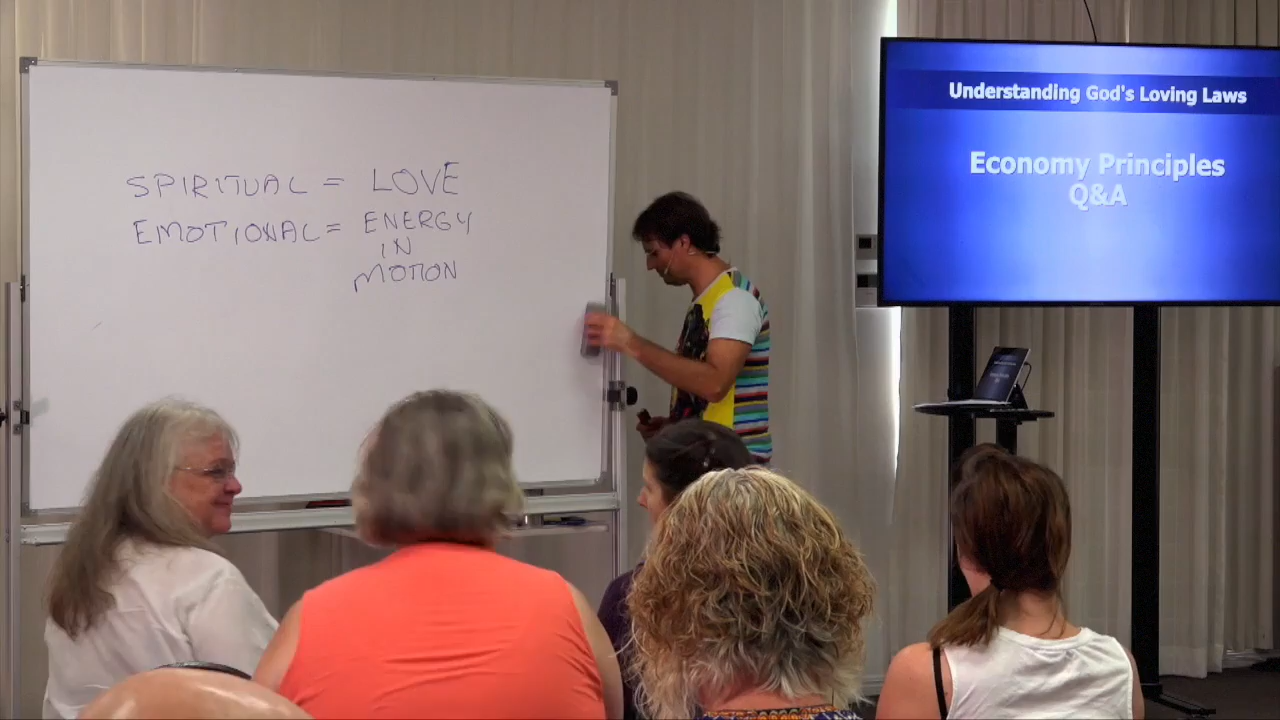 SPIRITUAL = LOVE
EMOTIONAL = ENERGY
IN
MOTION
Understanding God's Loving Laws
Economy Principles
Q&A